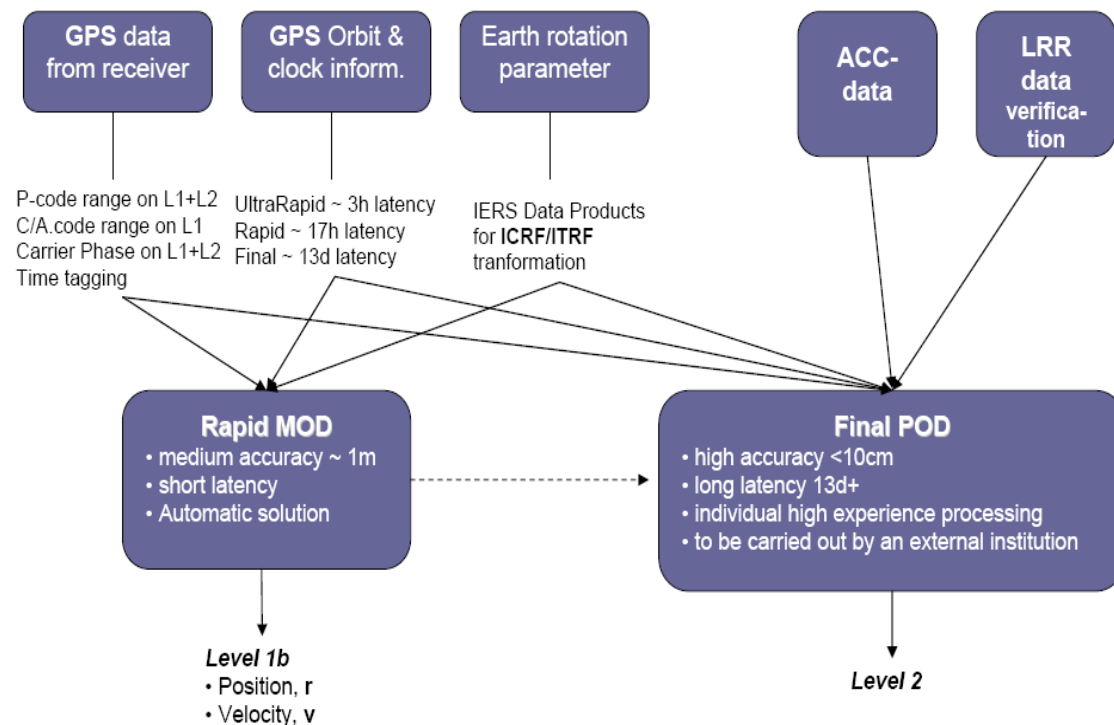 GPS data
from receiver
GPS Orbit &
clock inform.
Earth rotation
parameter
ACC-
data
LRR
data
verifica-
tion
P-code range on L1+L2
C/A.code range on L1
Carrier Phase on L1+L2
Time tagging
UltraRapid ~ 3h latency
Rapid ~ 17h latency
Final ~ 13d latency
IERS Data Products
for ICRF/ITRF
tranformation
Rapid MOD
• medium accuracy ~ 1m
• short latency
• Automatic solution
Final POD
• high accuracy <10cm
• long latency 13d+
• individual high experience processing
• to be carried out by an external institution
Level 1b
• Position, r
• Velocity, v
Level 2